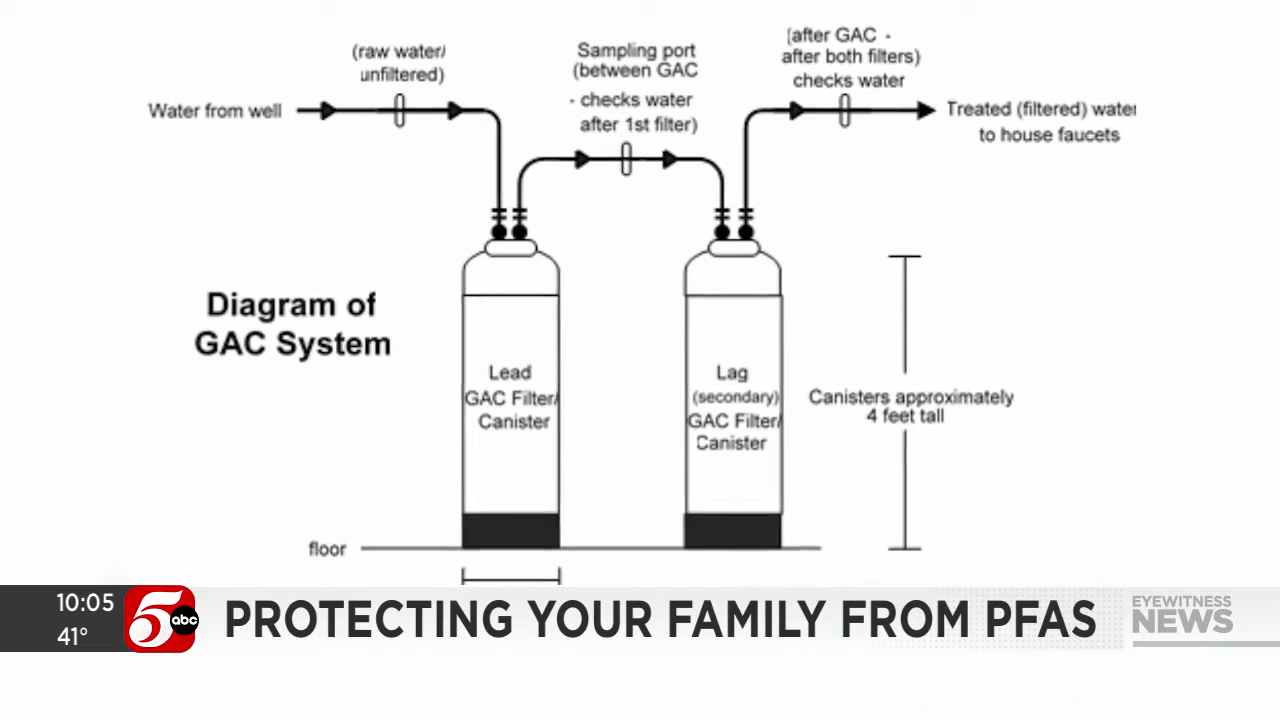 (raw water/
unfiltered)
Water from well
Sampling port
(between GAC
- checks water
after 1st filter)
(after GAC -
after both filters)
checks water
Treated (filtered) water
to house faucets
Diagram of
GAC System
Lead
GAC Filter/
Canister
Lag
(secondary)
GAC Filter/
Canister
Canisters approximately
4 feet tall
floor
10:05
41°
5
abc
PROTECTING YOUR FAMILY FROM PFAS
EYEWITNESS
NEWS